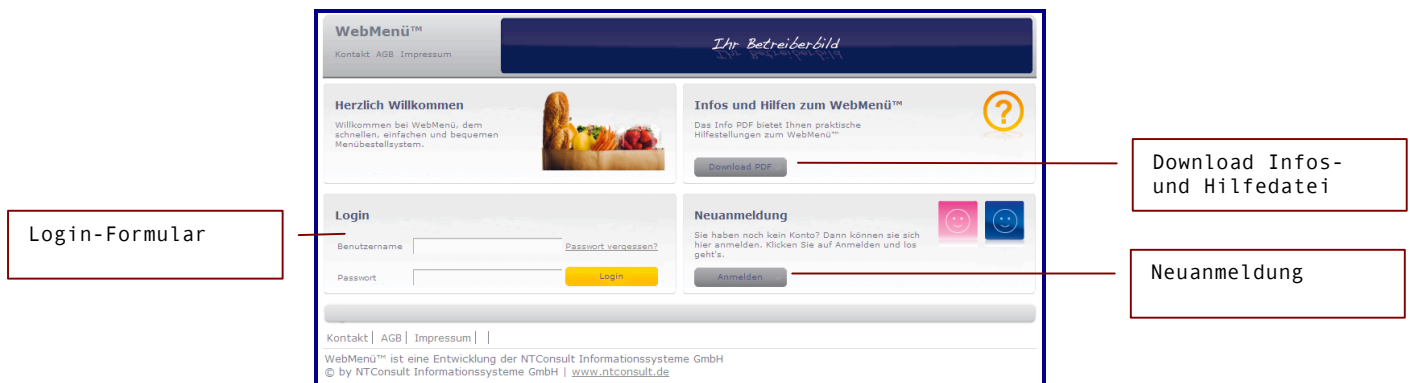 WebMenü™
Kontakt AGB Impressum
Ihr Betreiberbild
Herzlich Willkommen
Willkommen bei WebMenü, dem
schnellen, einfachen und bequemen
Menübestellsystem.
Infos und Hilfen zum WebMenü™
Das Info PDF bietet Ihnen praktische
Hilfestellungen zum WebMenü™
Download PDF
Download Infos-
und Hilfedatei
Login-Formular
Login
Benutzername
Passwort vergessen?
Passwort
Login
Neuanmeldung
Sie haben noch kein Konto? Dann können sie sich
hier anmelden. Klicken Sie auf Anmelden und los
geht's.
Anmelden
Neuanmeldung
Kontakt | AGB | Impressum | |
WebMenü™ ist eine Entwicklung der NTConsult Informationssysteme GmbH
© by NTConsult Informationssysteme GmbH | www.ntconsult.de